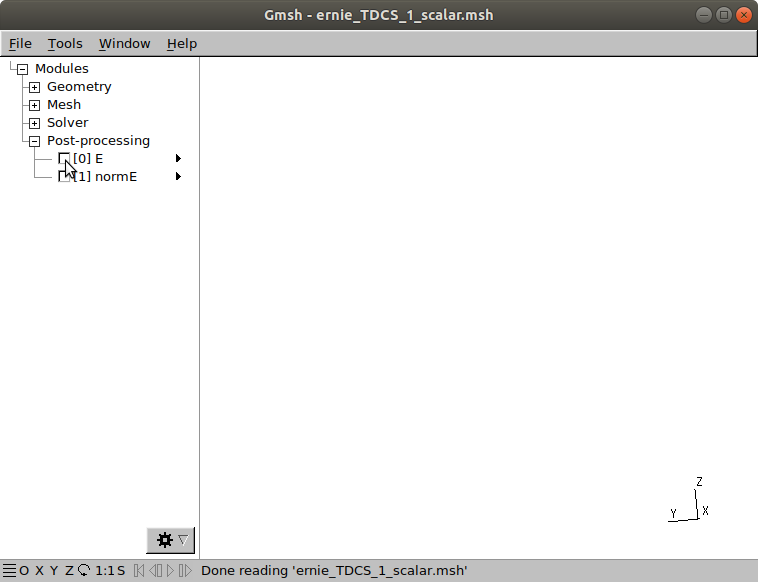 Gmsh - ernie_TDCS_1_scalar.msh
File Tools Window Help
Modules
Geometry
Mesh
Solver
Post-processing
[0] E
[1] normE
Z
Y X
O X Y Z 1:1 S Done reading 'ernie_TDCS_1_scalar.msh'